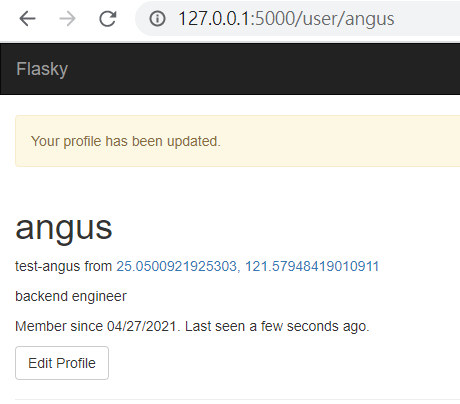 127.0.0.1:5000/user/angus
Flasky
Your profile has been updated.
angus
test-angus from 25.0500921925303, 121.57948419010911
backend engineer
Member since 04/27/2021. Last seen a few seconds ago.
Edit Profile